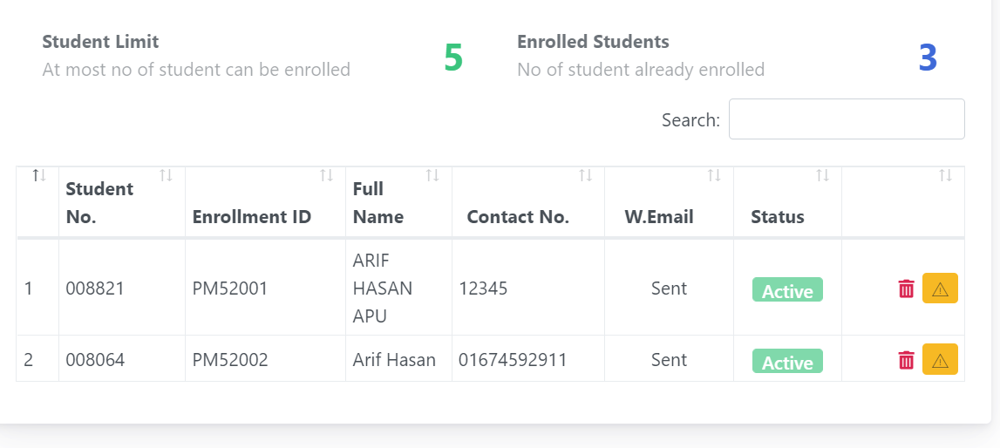 Student Limit
At most no of student can be enrolled
5
Enrolled Students
No of student already enrolled
3
Search:
Student No. Enrollment ID Full Name Contact No. W.Email Status
1 008821 PM52001 ARIF HASAN APU 12345 Sent Active
2 008064 PM52002 Arif Hasan 01674592911 Sent Active